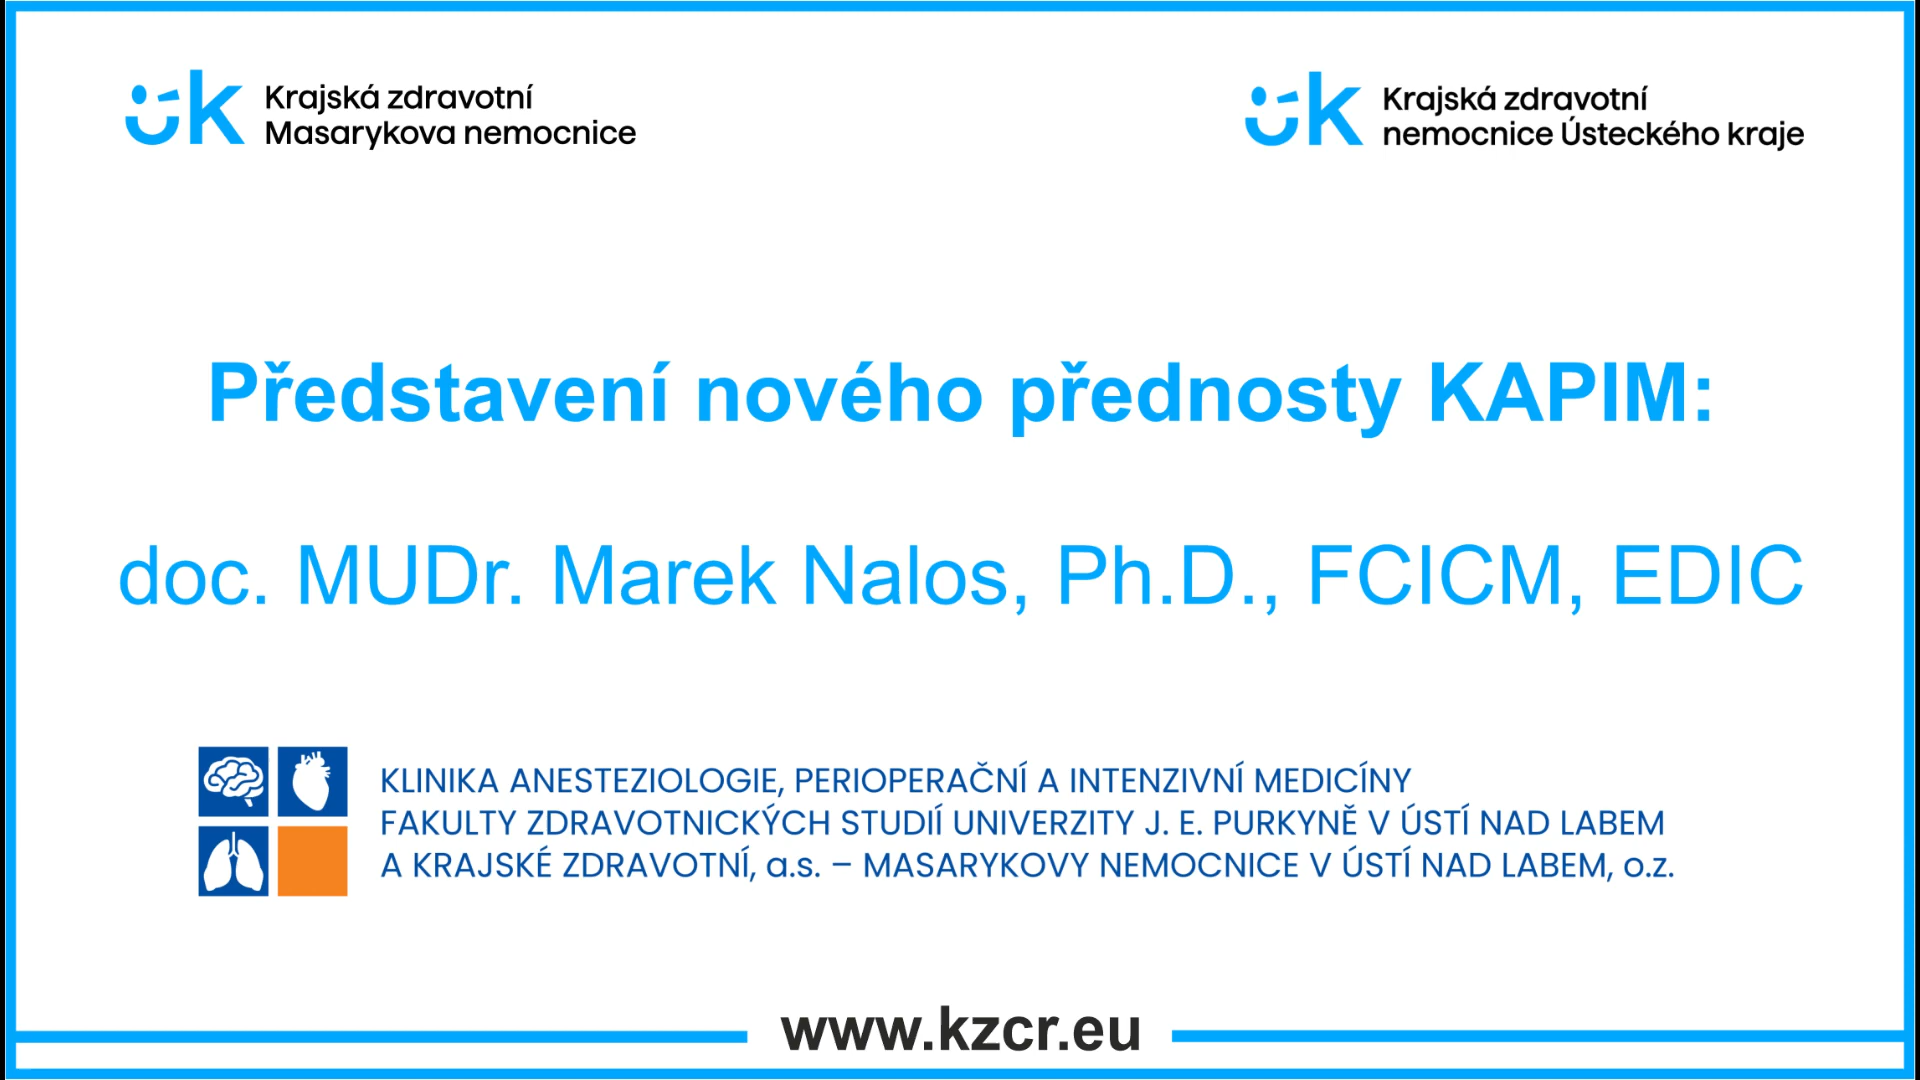 Krajská zdravotní
Masarykova nemocnice
Krajská zdravotní
nemocnice Ústeckého kraje
Představení nového přednosty KAPIM:
doc. MUDr. Marek Nalos, Ph.D., FCICM, EDIC
KLINIKA ANESTEZIOLOGIE, PERIOPERAČNÍ A INTENZIVNÍ MEDICÍNY
FAKULTY ZDRAVOTNICKÝCH STUDIÍ UNIVERZITY J. E. PURKYNĚ V ÚSTÍ NAD LABEM
A KRAJSKÉ ZDRAVOTNÍ, a.s. – MASARYKOVY NEMOCNICE V ÚSTÍ NAD LABEM, o.z.
www.kzcr.eu